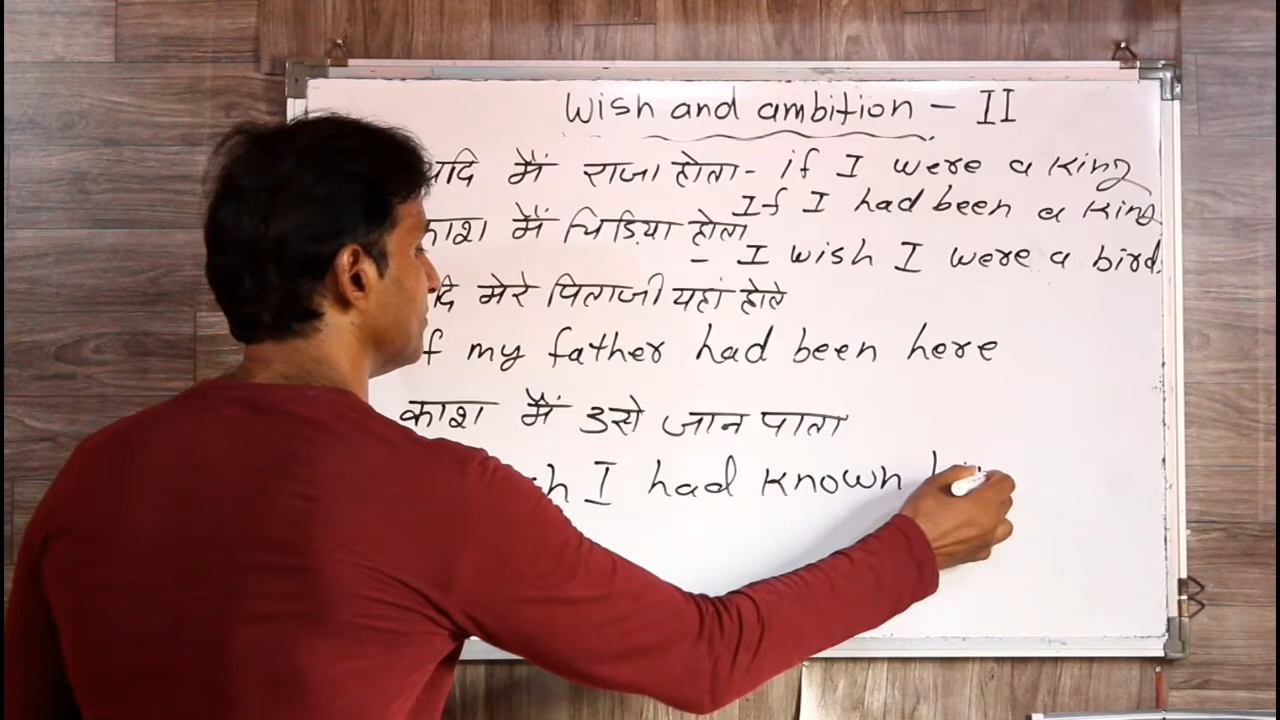 Wish and ambition - II
यदि मैं राजा होता - if I were a king
If I had been a king
काश मैं चिडिया होता
- I wish I were a bird.
मेरे पिताजी यहां होते
my father had been here
काश मैं उसे जान पाता
I had known